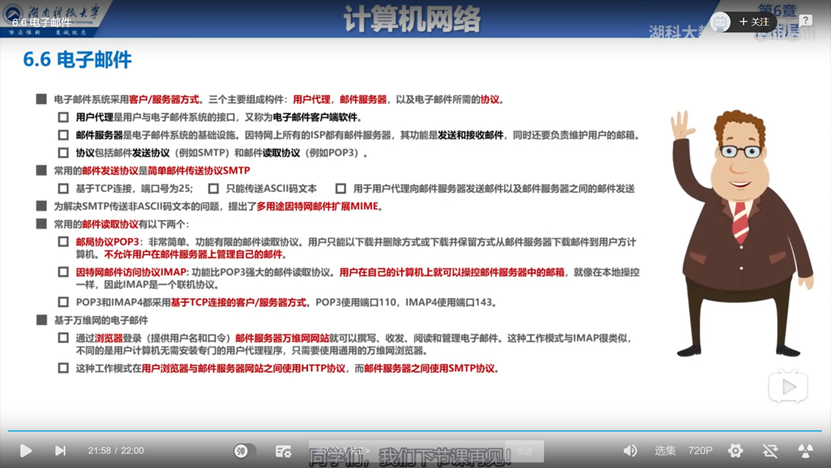 湖南科技大学
6.6 电子邮件
计算机网络
第6章
+ 关注
?
湖科大教
6.6 电子邮件
电子邮件系统采用客户/服务器方式。三个主要组成构件：用户代理，邮件服务器，以及电子邮件所需的协议。
用户代理是用户与电子邮件系统的接口，又称为电子邮件客户端软件。
邮件服务器是电子邮件系统的基础设施。因特网上所有的ISP都有邮件服务器，其功能是发送和接收邮件，同时还要负责维护用户的邮箱。
协议包括邮件发送协议（例如SMTP）和邮件读取协议（例如POP3）。
常用的邮件发送协议是简单邮件传送协议SMTP
基于TCP连接，端口号为25; 只能传送ASCII码文本 用于用户代理向邮件服务器发送邮件以及邮件服务器之间的邮件发送
为解决SMTP传送非ASCII码文本的问题，提出了多用途因特网邮件扩展MIME。
常用的邮件读取协议有以下两个：
邮局协议POP3：非常简单、功能有限的邮件读取协议。用户只能以下载并删除方式或下载并保留方式从邮件服务器下载邮件到用户方计
算机。不允许用户在邮件服务器上管理自己的邮件。
因特网邮件访问协议IMAP: 功能比POP3强大的邮件读取协议。用户在自己的计算机上就可以操控邮件服务器中的邮箱，就像在本地操控
一样，因此IMAP是一个联机协议。
POP3和IMAP4都采用基于TCP连接的客户/服务器方式。POP3使用端口110，IMAP4使用端口143。
基于万维网的电子邮件
通过浏览器登录（提供用户名和口令）邮件服务器万维网网站就可以撰写、收发、阅读和管理电子邮件。这种工作模式与IMAP很类似，
不同的是用户计算机无需安装专门的用户代理程序，只需要使用通用的万维网浏览器。
这种工作模式在用户浏览器与邮件服务器网站之间使用HTTP协议，而邮件服务器之间使用SMTP协议。
21:58 / 22:00
弹
发送
选集
720P
同学们，我们下节课再见！